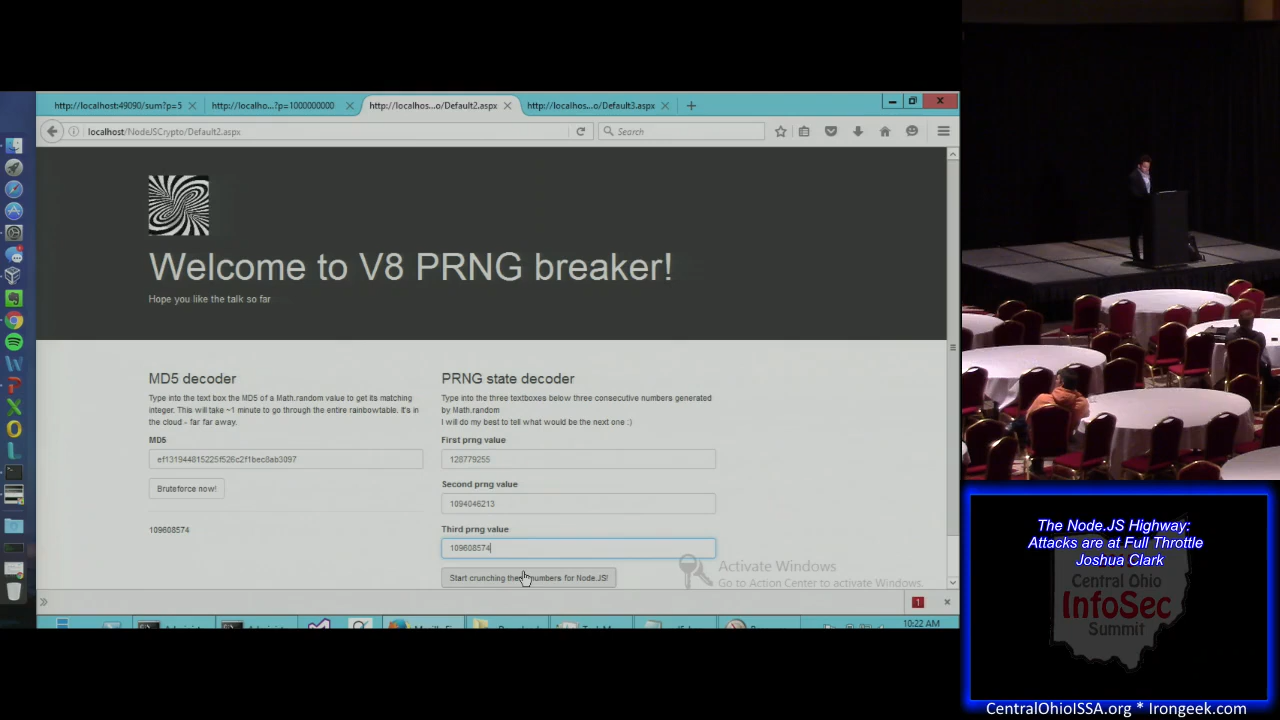 http://localhost:49090/sum?p=5
http://localho...?p=1000000000
http://localhos...o/Default2.aspx
http://localhos...o/Default3.aspx
localhost/NodeJSCrypto/Default2.aspx
Search
Welcome to V8 PRNG breaker!
Hope you like the talk so far
MD5 decoder
Type into the text box the MD5 of a Math.random value to get its matching
integer. This will take ~1 minute to go through the entire rainbowtable. It's in
the cloud - far far away.
MD5
ef131944815225f526c2f1bec8ab3097
Bruteforce now!
109608574
PRNG state decoder
Type into the three textboxes below three consecutive numbers generated
by Math.random
I will do my best to tell what would be the next one :)
First prng value
128779255
Second prng value
1094046213
Third prng value
109608574
Start crunching these numbers for Node.JS!
Activate Windows
Go to Action Center to activate Windows.
1
10:22 AM
The Node.JS Highway:
Attacks are at Full Throttle
Joshua Clark
Central Ohio
InfoSec
Summit
CentralOhioISSA.org * Irongeek.com